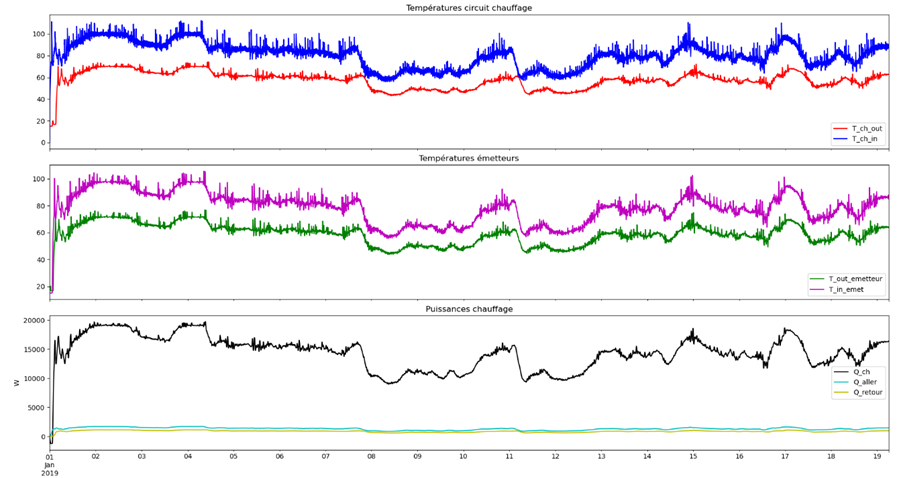 Températures circuit chauffage
100
80
60
40
20
0
T_ch_out
T_ch_in
Températures émetteurs
100
80
60
40
20
T_out_emetteur
T_in_emet
Puissances chauffage
20000
15000
10000
5000
0
W
Q_ch
Q_aller
Q_retour
01 02 03 04 05 06 07 08 09 10 11 12 13 14 15 16 17 18 19
Jan
2019